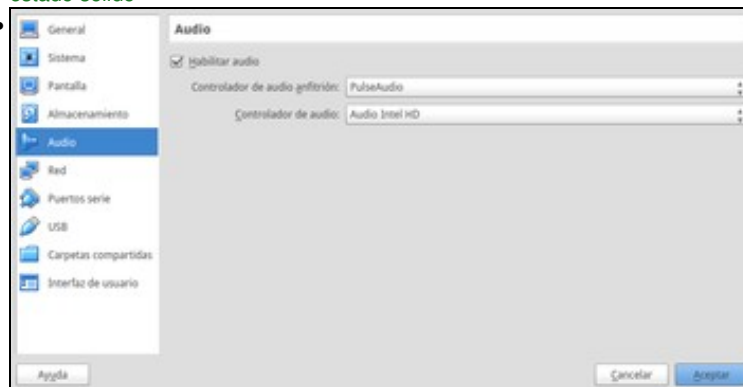 estado sólido
General
Audio
Sistema
Habilitar audio
Pantalla
Controlador de audio anfitrión: PulseAudio
Almacenamiento
Controlador de audio: Audio Intel HD
Audio
Red
Puertos serie
USB
Carpetas compartidas
Interfaz de usuario
Ayuda
Cancelar
Aceptar